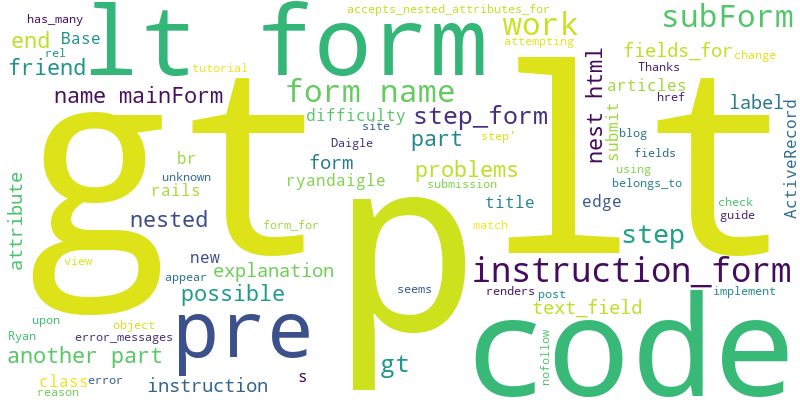 has_many
accepts_nested_attributes_for
subForm
end
Base
lt form
work
rel
attempting
friend
tutorial
fields_for
change
Thanks
name mainForm
form name
articles
href
label
gt
p
lt
difficulty
step_form
nest html
submit
site
step'
blog
part
Daigle
br
form
problems
fields
ActiveRecord
unknown
rails
ryandaigle
submission
using
belongs_to
attribute
nested
title
edge
check
guide
form_for
match
step
view
new
explanation
instruction_form
appear
possible
seems
renders
post
implement
upon
object
text_field
Ryan
error_messages
pre
code
another part
gt
nofollow
class
error
instruction
s
reason